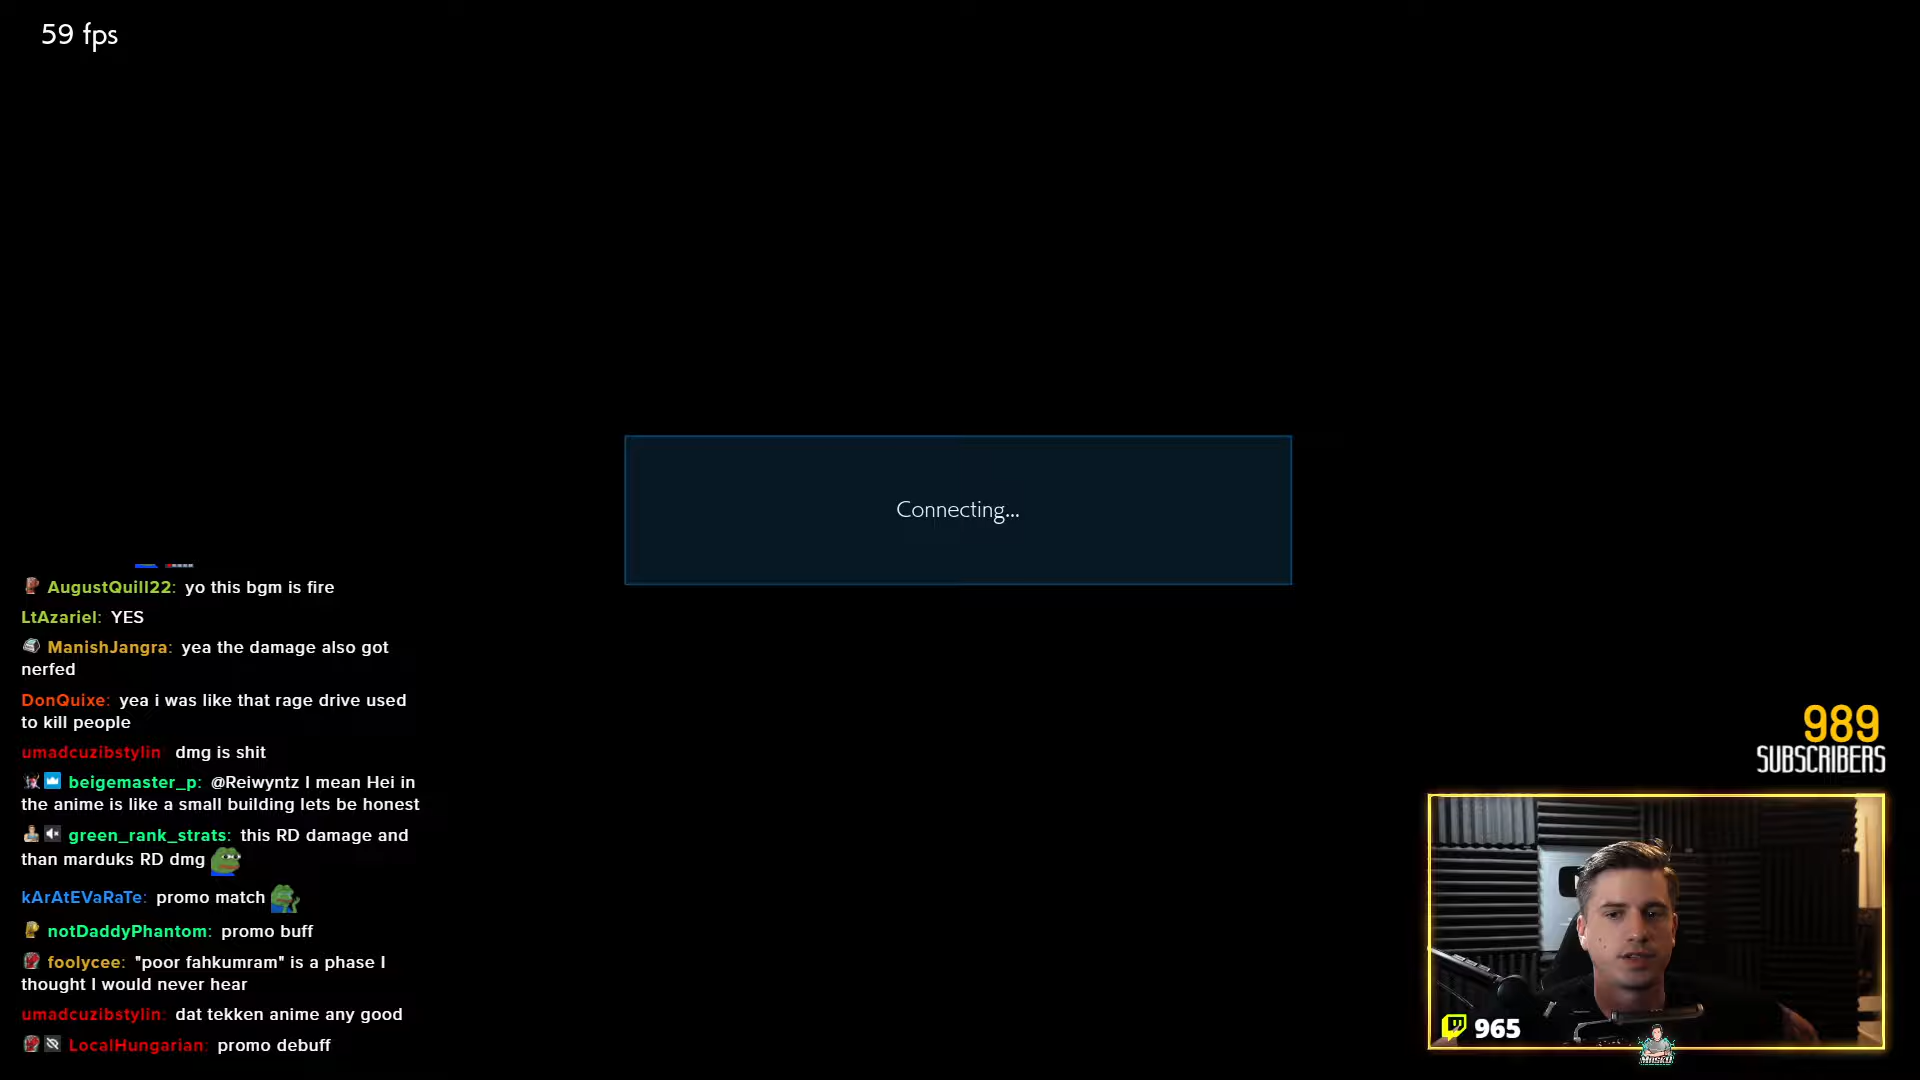 59 fps
Connecting...
AugustQuill22: yo this bgm is fire
LtAzariel: YES
ManishJangra: yea the damage also got
nerfed
DonQuixe: yea i was like that rage drive used
to kill people
umadcuzibstylin dmg is shit
beigemaster_p: @Reiwyntz I mean Hei in
the anime is like a small building lets be honest
green_rank_strats: this RD damage and
than marduks RD dmg
kArAtEVaRaTe: promo match
notDaddyPhantom: promo buff
foolycee: "poor fahkumram" is a phase I
thought I would never hear
umadcuzibstylin: dat tekken anime any good
LocalHungarian: promo debuff
989
SUBSCRIBERS
965